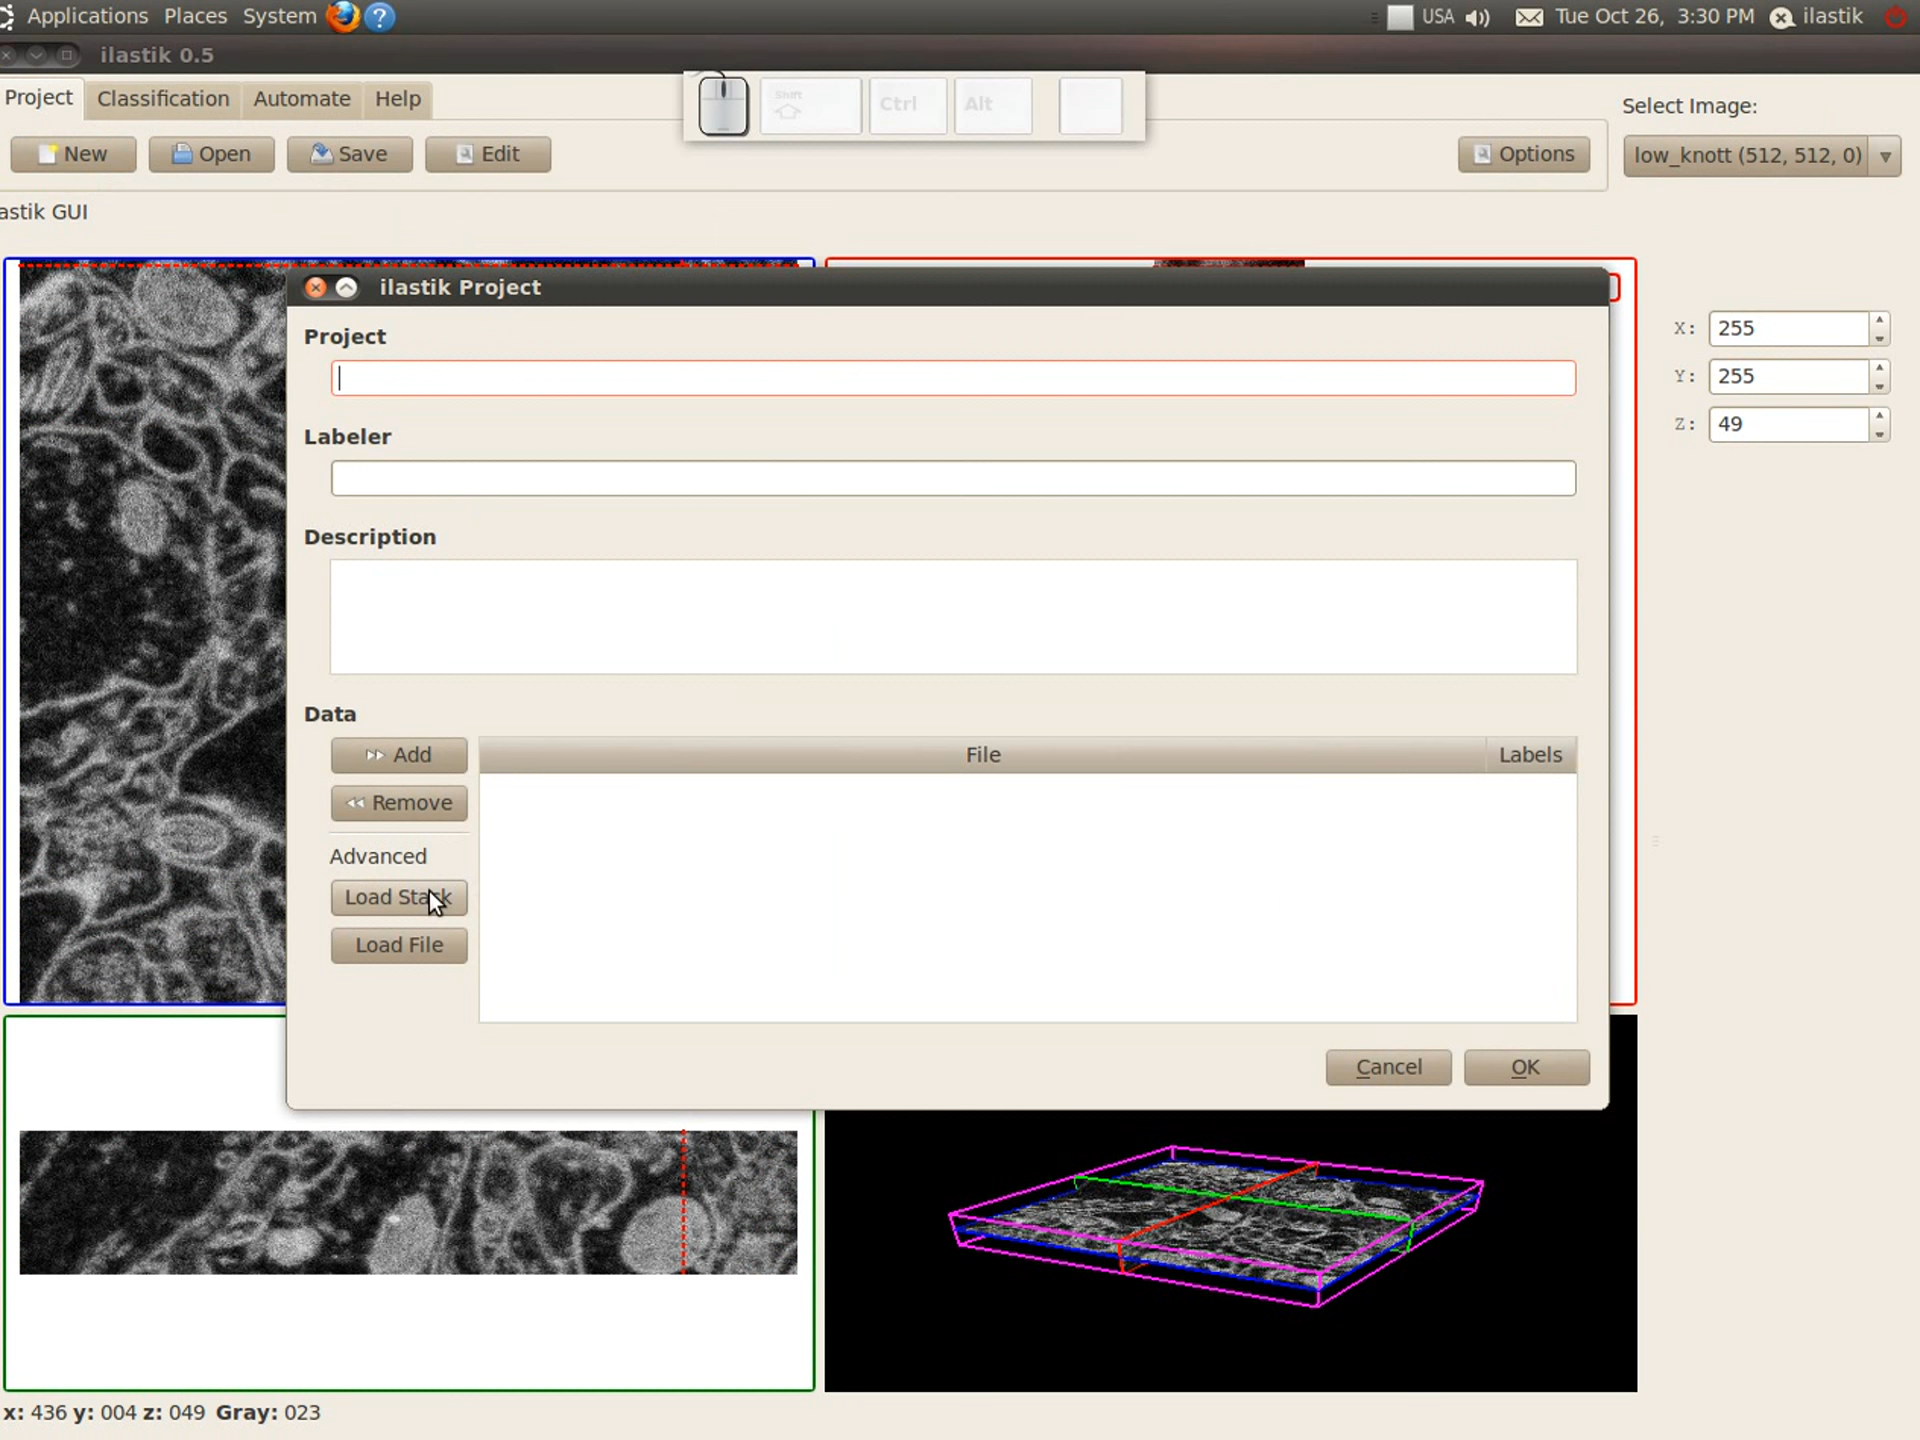 Applications Places System USA Tue Oct 26, 3:30 PM ilastik
ilastik 0.5
Project Classification Automate Help
Shift Ctrl Alt
Select Image:
New Open Save Edit Options low_knott (512, 512, 0)
astik GUI
ilastik Project
Project
X: 255
Y: 255
Labeler
Z: 49
Description
Data
Add File Labels
Remove
Advanced
Load Stack
Load File
Cancel OK
x: 436 y: 004 z: 049 Gray: 023